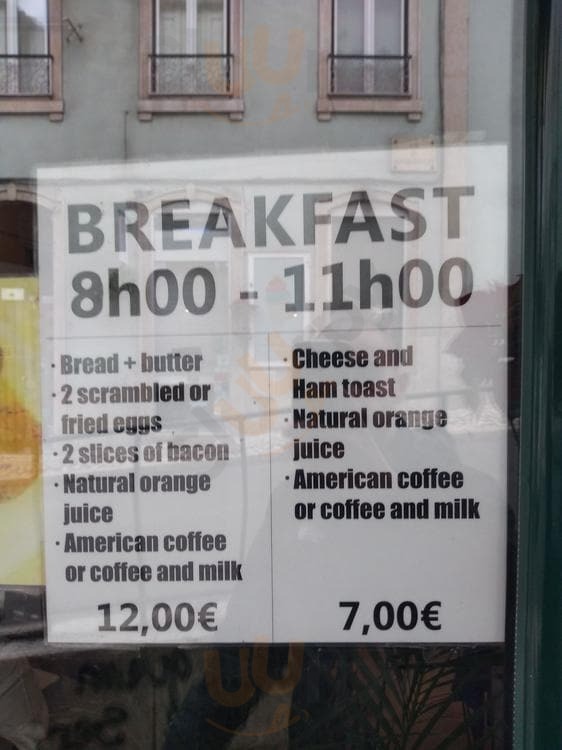 BREAKFAST
8h00 - 11h00
· Bread + butter
· 2 scrambled or
fried eggs
· 2 slices of bacon
· Natural orange
juice
· American coffee
or coffee and milk
12,00€
· Cheese and
Ham toast
· Natural orange
juice
· American coffee
or coffee and milk
7,00€